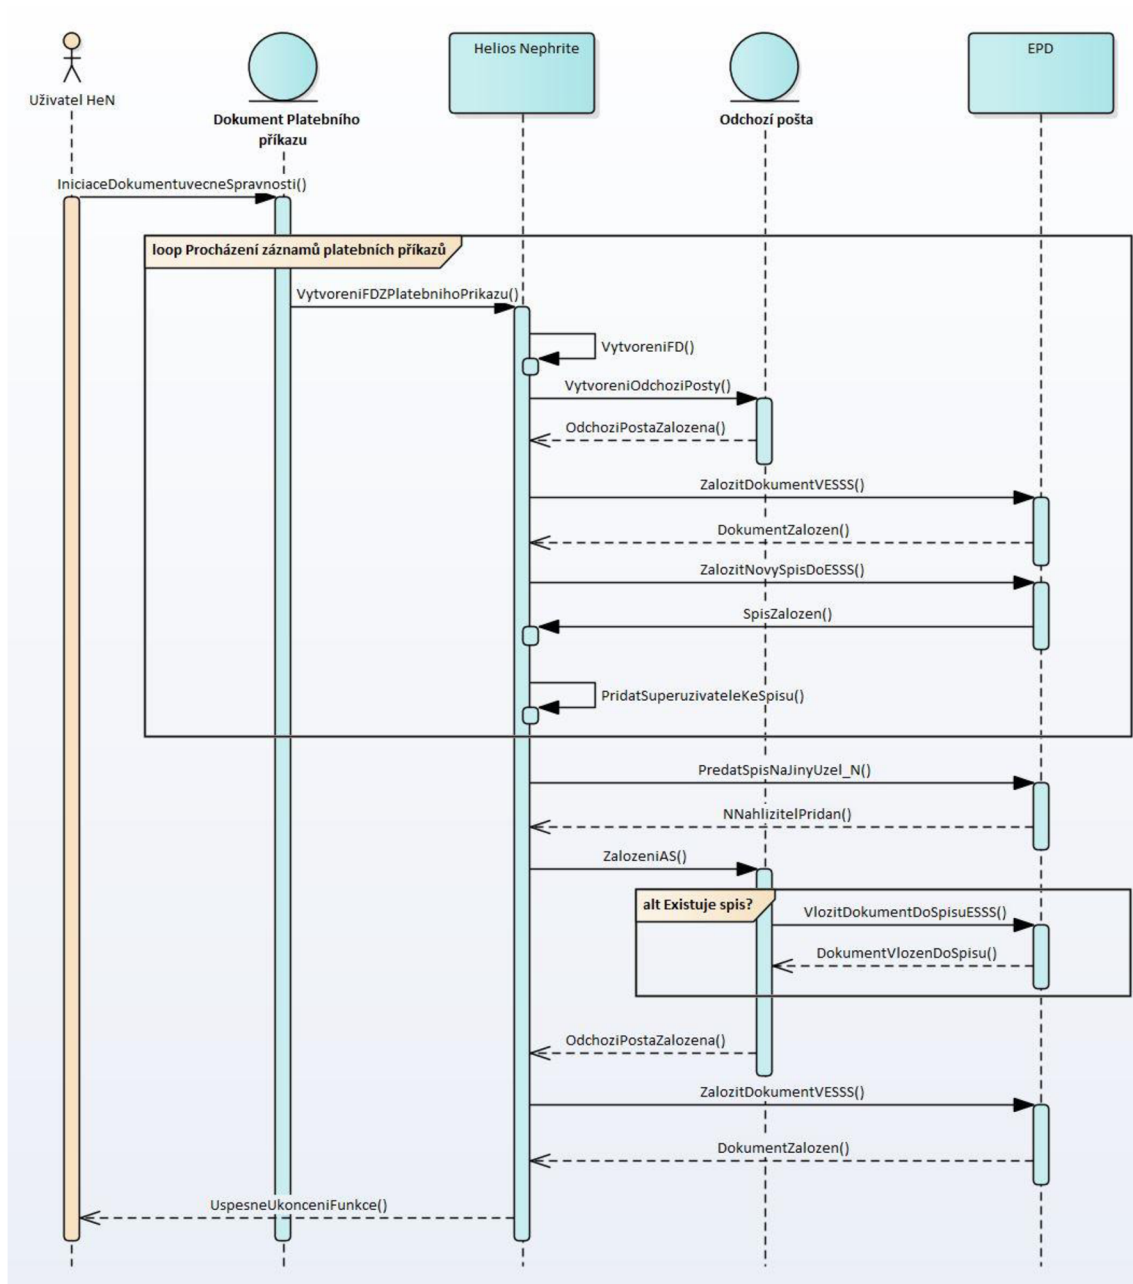 Uživatel HeN
Dokument Platebního
příkazu
Helios Nephrite
Odchozí pošta
EPD
IniciaceDokumentuvecneSpravnosti()
loop Procházení záznamů platebních příkazů
VytvoreniFDZPlatebnihoPrikazu()
VytvoreniFD()
VytvoreniOdchoziPosty()
OdchoziPostaZalozena()
ZalozitDokumentVESSS()
DokumentZalozen()
ZalozitNovySpisDoESSS()
SpisZalozen()
PridatSuperuzivateleKeSpisu()
PredatSpisNaJinyUzel_N()
NNahlizitelPridan()
ZalozeniAS()
alt Existuje spis?
VlozitDokumentDoSpisuESSS()
DokumentVlozenDoSpisu()
OdchoziPostaZalozena()
ZalozitDokumentVESSS()
DokumentZalozen()
UspesneUkonceniFunkce()